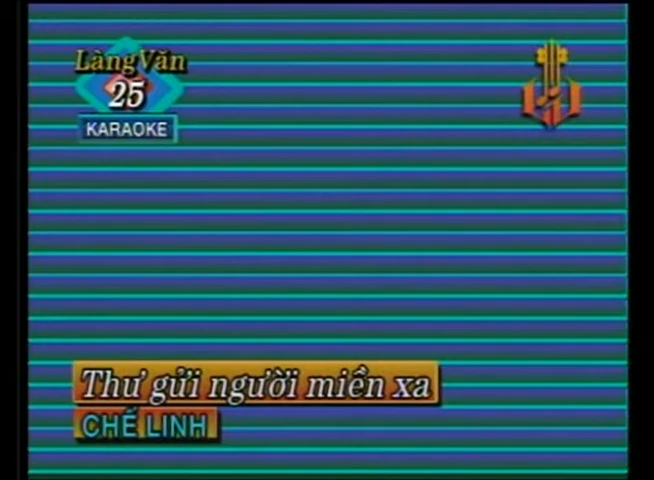 Làng Văn
25
KARAOKE
Thư gửi người miền xa
CHẾ LINH